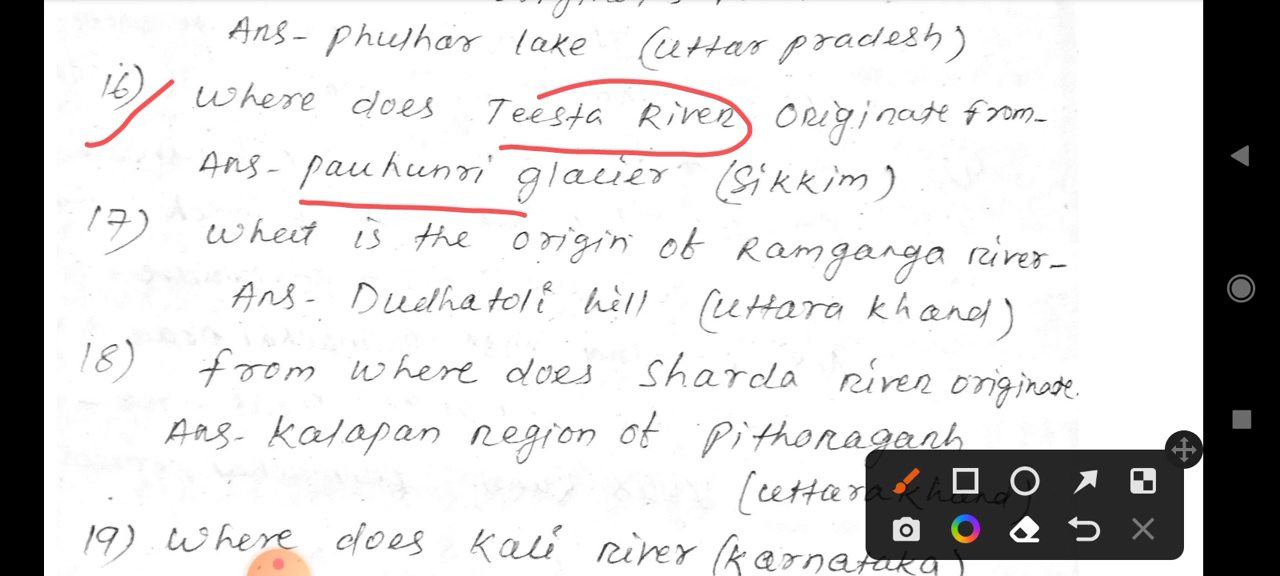 Ans- Phulhar lake (Uttar pradesh)
16) Where does Teesta River Originate from-
Ans- pauhunri glacier (Sikkim)
17) What is the origin of Ramganga river-
Ans- Dudhatoli hill (Uttara khand)
18) from where does Sharda river originate.
Ans- Kalapan region of Pithoragarh
(Uttarakhand)
19) Where does Kali river (Karnataka)